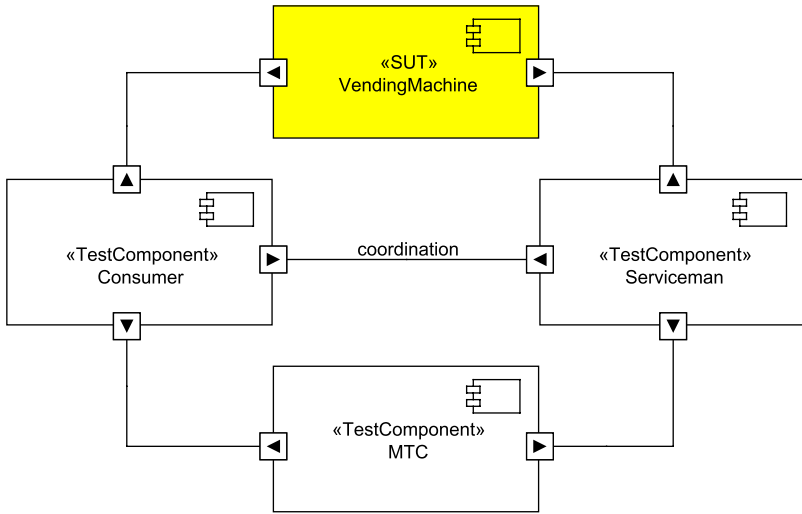 «SUT»
VendingMachine
«TestComponent»
Consumer
coordination
«TestComponent»
Serviceman
«TestComponent»
MTC